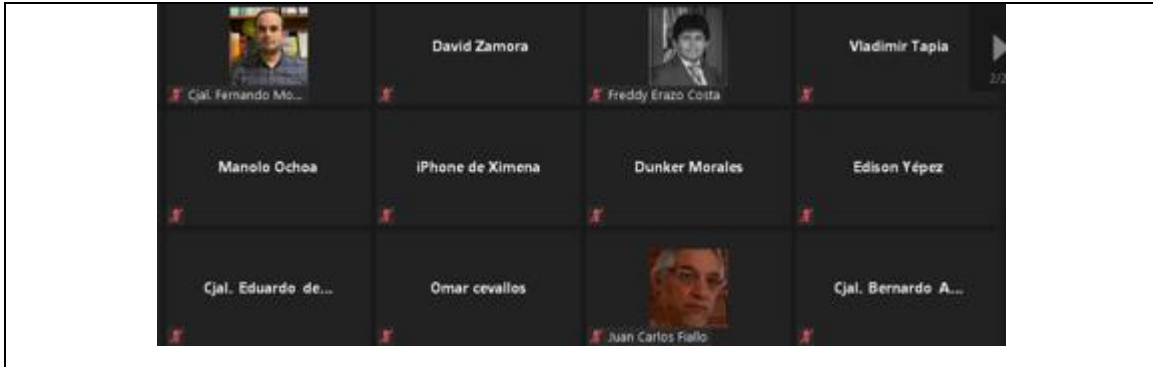 Cjal. Fernando Mo...
David Zamora
Freddy Erazo Costa
Vladimir Tapia
2/2
Manolo Ochoa
iPhone de Ximena
Dunker Morales
Edison Yépez
Cjal. Eduardo de...
Omar cevallos
Juan Carlos Fiallo
Cjal. Bernardo A...